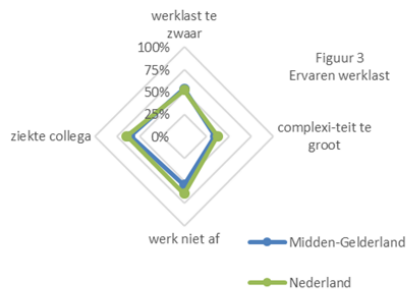 werklast te
zwaar
100%
75%
50%
25%
0%
Figuur 3
Ervaren werklast
ziekte collega
complexi-teit te
groot
werk niet af
Midden-Gelderland
Nederland